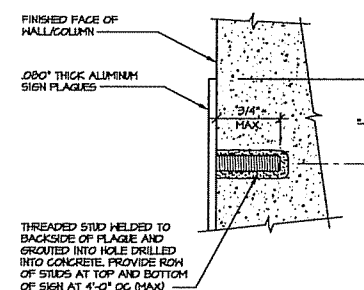 FINISHED FACE OF
WALL/COLUMN
.080" THICK ALUMINUM
SIGN PLAQUES
3/4"
MAX.
THREADED STUD WELDED TO
BACKSIDE OF PLAQUE AND
GROUTED INTO HOLE DRILLED
INTO CONCRETE. PROVIDE ROW
OF STUDS AT TOP AND BOTTOM
OF SIGN AT 4'-0" OC (MAX)